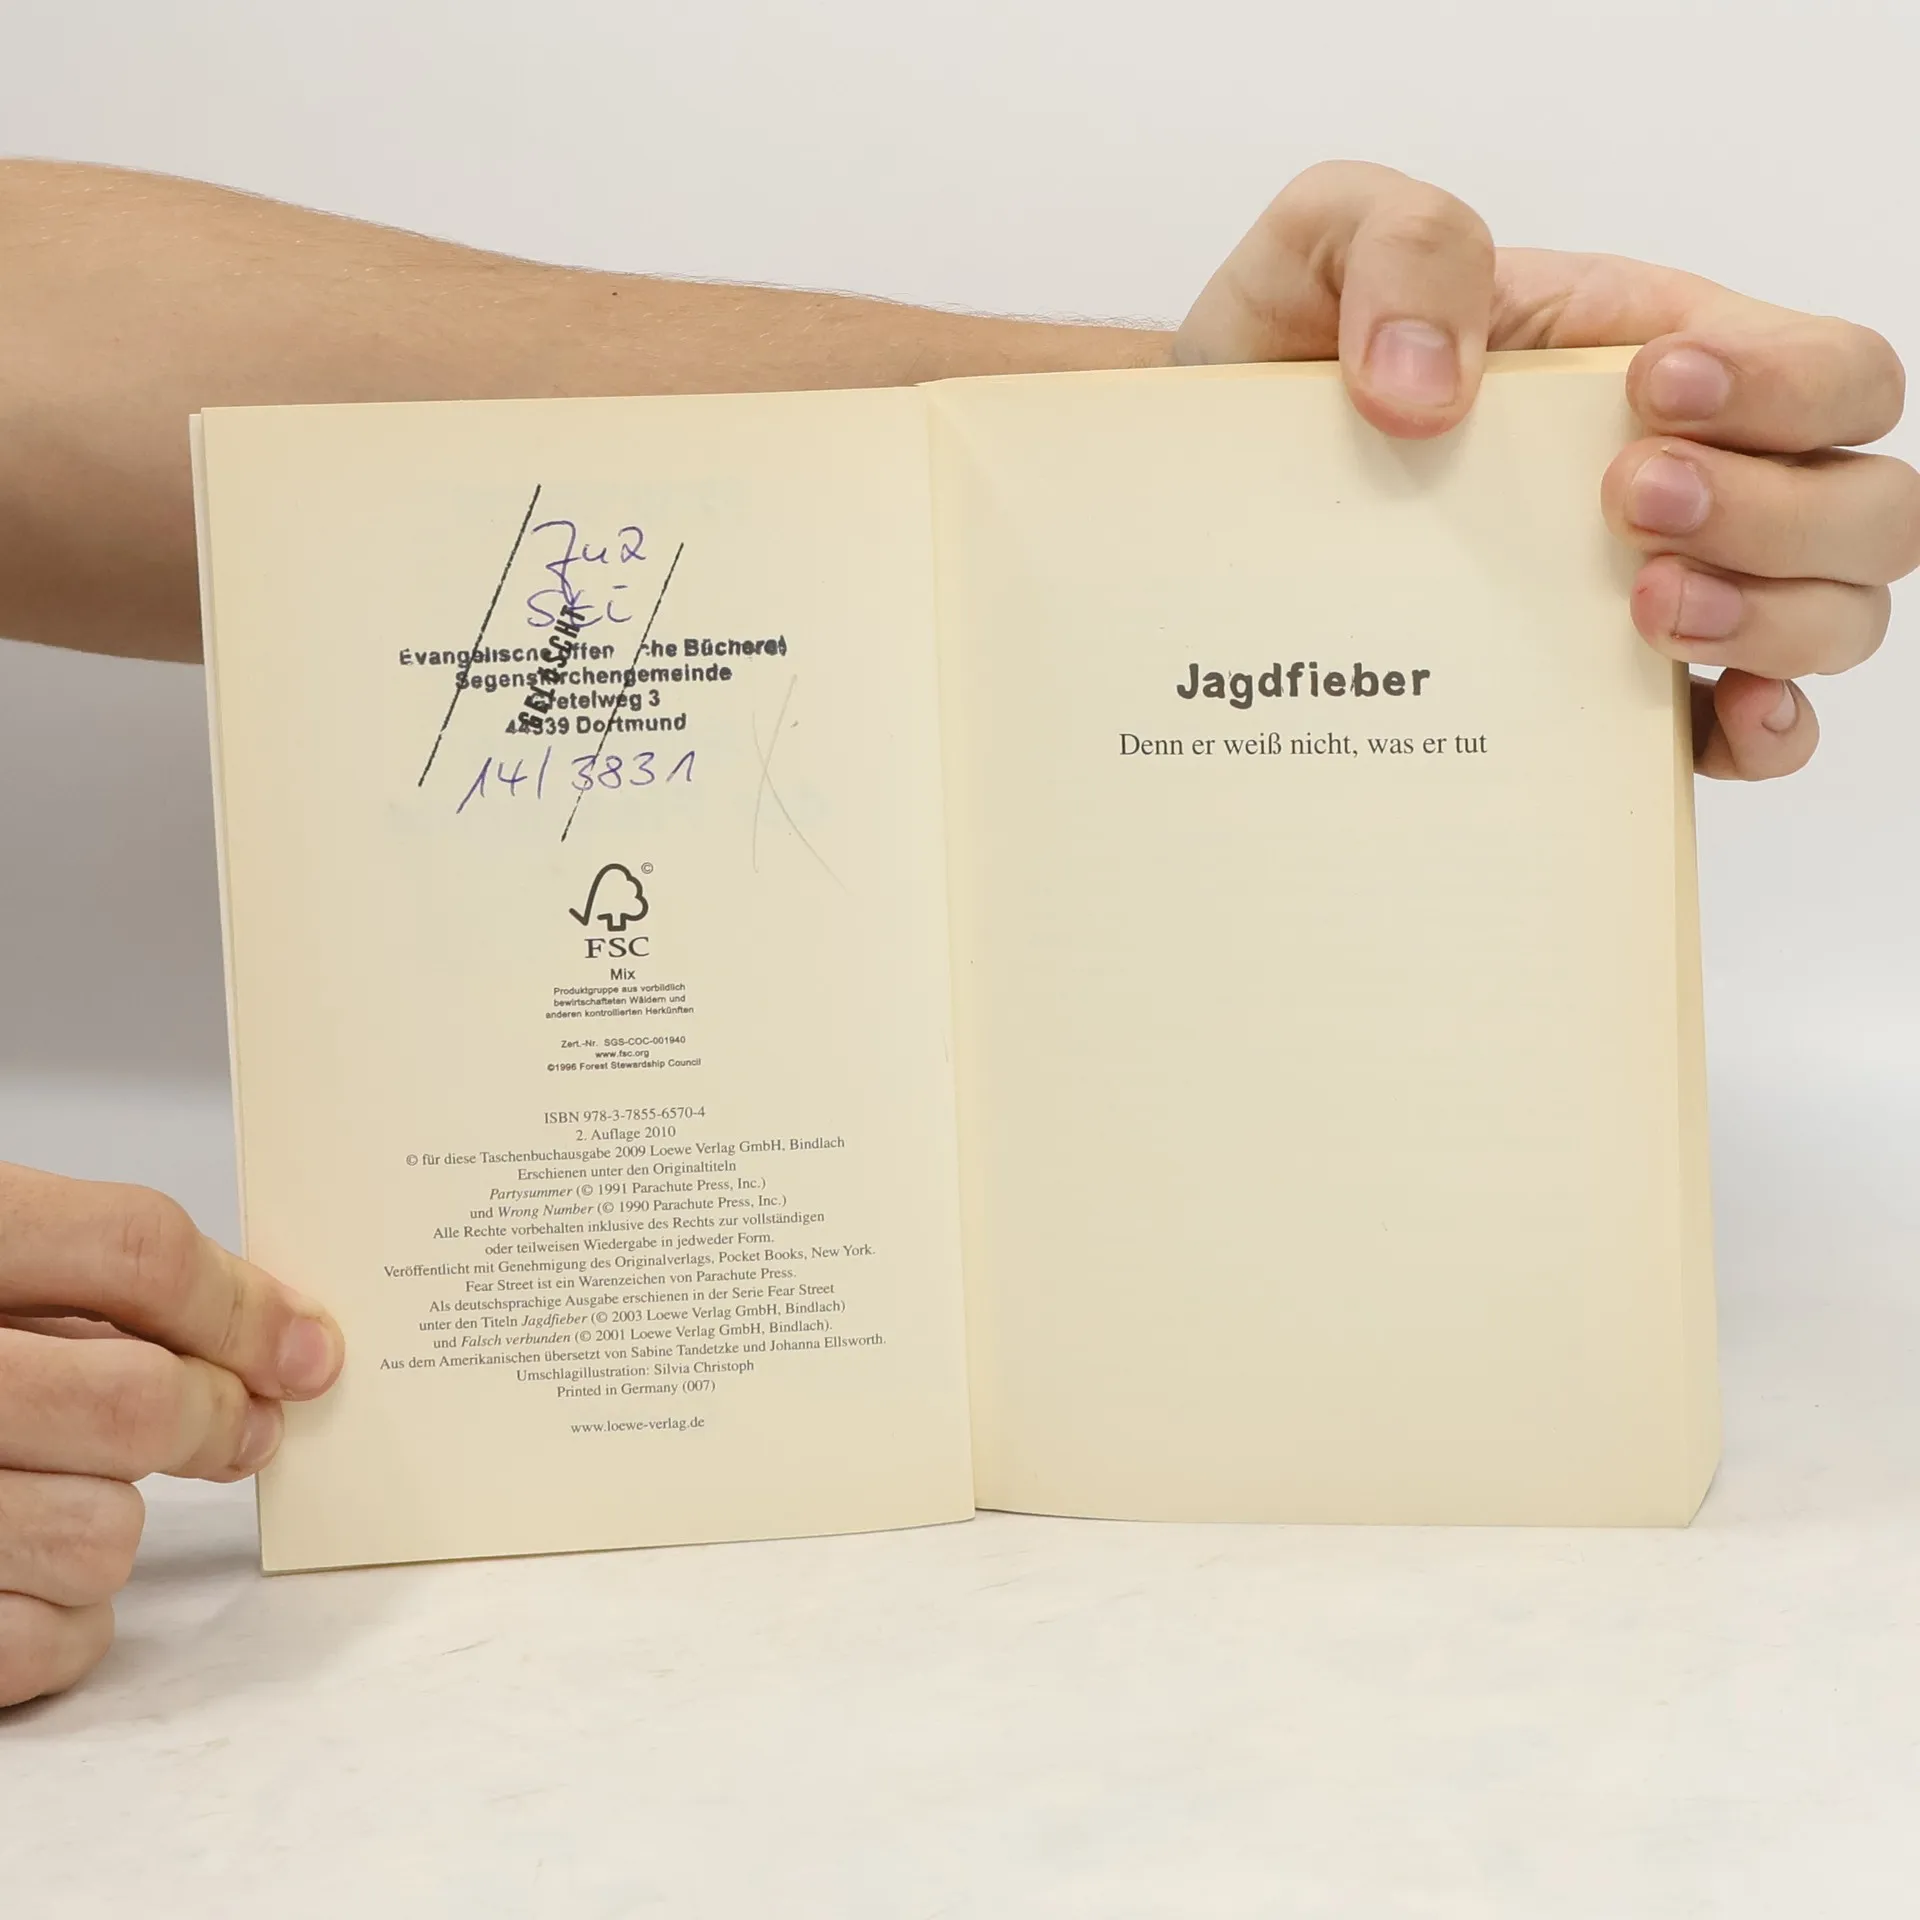 Ju2
Sti
Evangelische Öffen che Bücherei
Segenskirchengemeinde
Gretelweg 3
44339 Dortmund
GELÖSCHT
14/3831
©
FSC
Mix
Produktgruppe aus vorbildlich
bewirtschafteten Wäldern und
anderen kontrollierten Herkünften
Zert.-Nr. SGS-COC-001940
www.fsc.org
©1996 Forest Stewardship Council
ISBN 978-3-7855-6570-4
2. Auflage 2010
© für diese Taschenbuchausgabe 2009 Loewe Verlag GmbH, Bindlach
Erschienen unter den Originaltiteln
Partysummer (© 1991 Parachute Press, Inc.)
und Wrong Number (© 1990 Parachute Press, Inc.)
Alle Rechte vorbehalten inklusive des Rechts zur vollständigen
oder teilweisen Wiedergabe in jedweder Form.
Veröffentlicht mit Genehmigung des Originalverlags, Pocket Books, New York.
Fear Street ist ein Warenzeichen von Parachute Press.
Als deutschsprachige Ausgabe erschienen in der Serie Fear Street
unter den Titeln Jagdfieber (© 2003 Loewe Verlag GmbH, Bindlach)
und Falsch verbunden (© 2001 Loewe Verlag GmbH, Bindlach).
Aus dem Amerikanischen übersetzt von Sabine Tandetzke und Johanna Ellsworth.
Umschlagillustration: Silvia Christoph
Printed in Germany (007)
www.loewe-verlag.de
Jagdfieber
Denn er weiß nicht, was er tut